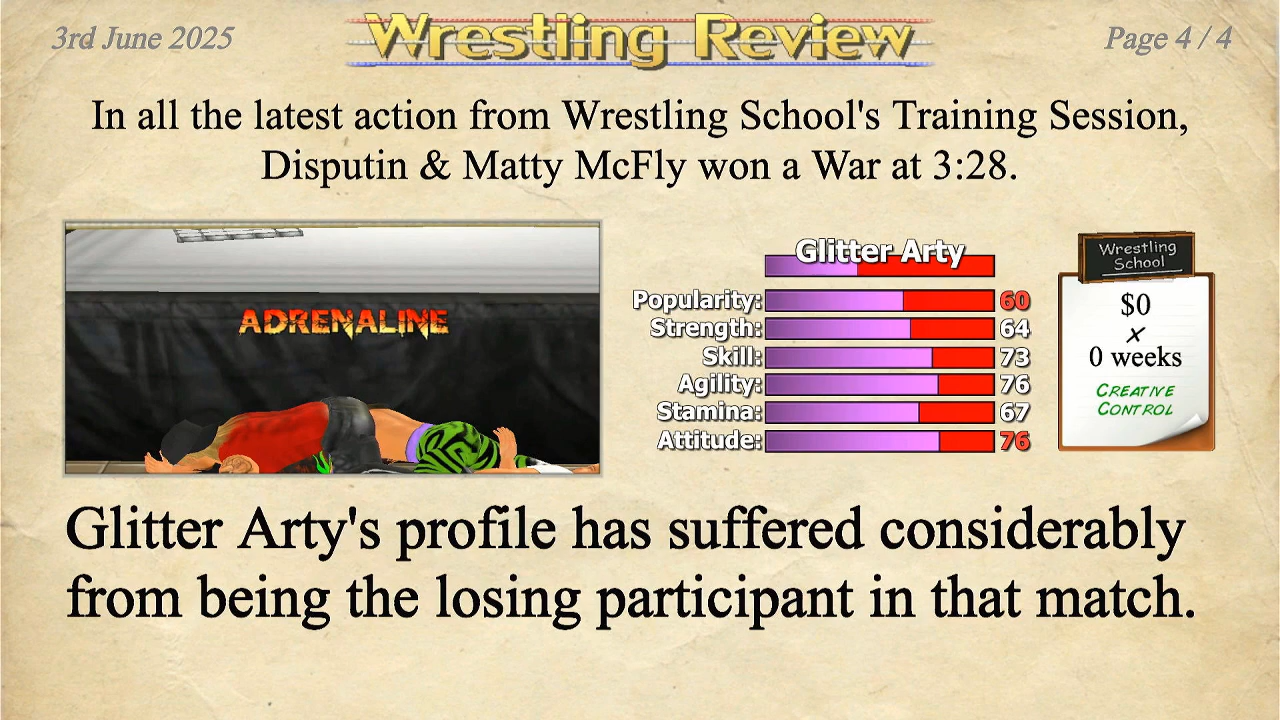 3rd June 2025
Wrestling Review
Page 4 / 4
In all the latest action from Wrestling School's Training Session,
Disputin & Matty McFly won a War at 3:28.
ADRENALINE
Glitter Arty
Popularity: 60
Strength: 64
Skill: 73
Agility: 76
Stamina: 67
Attitude: 76
Wrestling
School
$0
x
0 weeks
CREATIVE
CONTROL
Glitter Arty's profile has suffered considerably
from being the losing participant in that match.